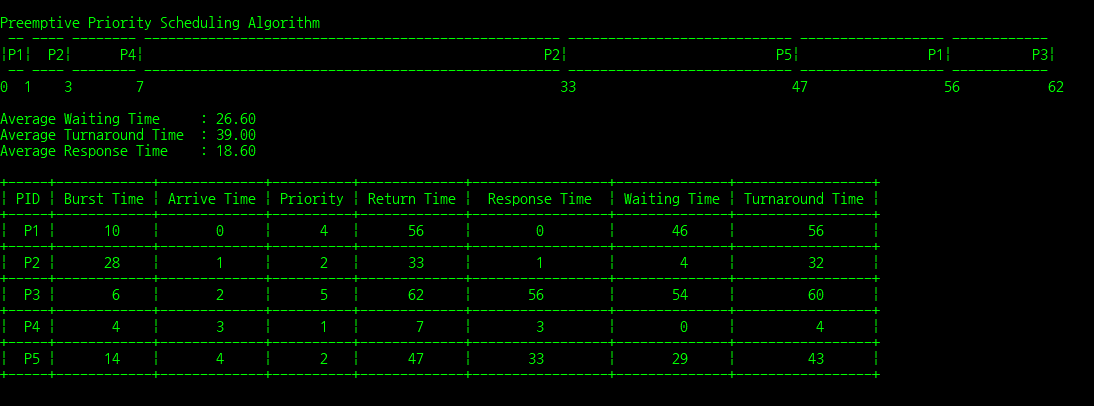 Preemptive Priority Scheduling Algorithm
 -- ---- -------- ---------------------------------------------------- ---------------------------- ------------------ ------------
¦P1¦  P2¦      P4¦                                                  P2¦                          P5¦                P1¦          P3¦
 -- ---- -------- ---------------------------------------------------- ---------------------------- ------------------ ------------
0  1    3        7                                                    33                           47                 56          62
Average Waiting Time     : 26.60
Average Turnaround Time  : 39.00
Average Response Time    : 18.60
+-----+------------+-------------+----------+-------------+-----------------+--------------+-----------------+
¦ PID ¦ Burst Time ¦ Arrive Time ¦ Priority ¦ Return Time ¦  Response Time  ¦ Waiting Time ¦ Turnaround Time ¦
+-----+------------+-------------+----------+-------------+-----------------+--------------+-----------------+
¦  P1 ¦      10    ¦       0     ¦     4    ¦      56     ¦        0        ¦       46     ¦        56       ¦
+-----+------------+-------------+----------+-------------+-----------------+--------------+-----------------+
¦  P2 ¦      28    ¦       1     ¦     2    ¦      33     ¦        1        ¦        4     ¦        32       ¦
+-----+------------+-------------+----------+-------------+-----------------+--------------+-----------------+
¦  P3 ¦       6    ¦       2     ¦     5    ¦      62     ¦       56        ¦       54     ¦        60       ¦
+-----+------------+-------------+----------+-------------+-----------------+--------------+-----------------+
¦  P4 ¦       4    ¦       3     ¦     1    ¦       7     ¦        3        ¦        0     ¦         4       ¦
+-----+------------+-------------+----------+-------------+-----------------+--------------+-----------------+
¦  P5 ¦      14    ¦       4     ¦     2    ¦      47     ¦       33        ¦       29     ¦        43       ¦
+-----+------------+-------------+----------+-------------+-----------------+--------------+-----------------+